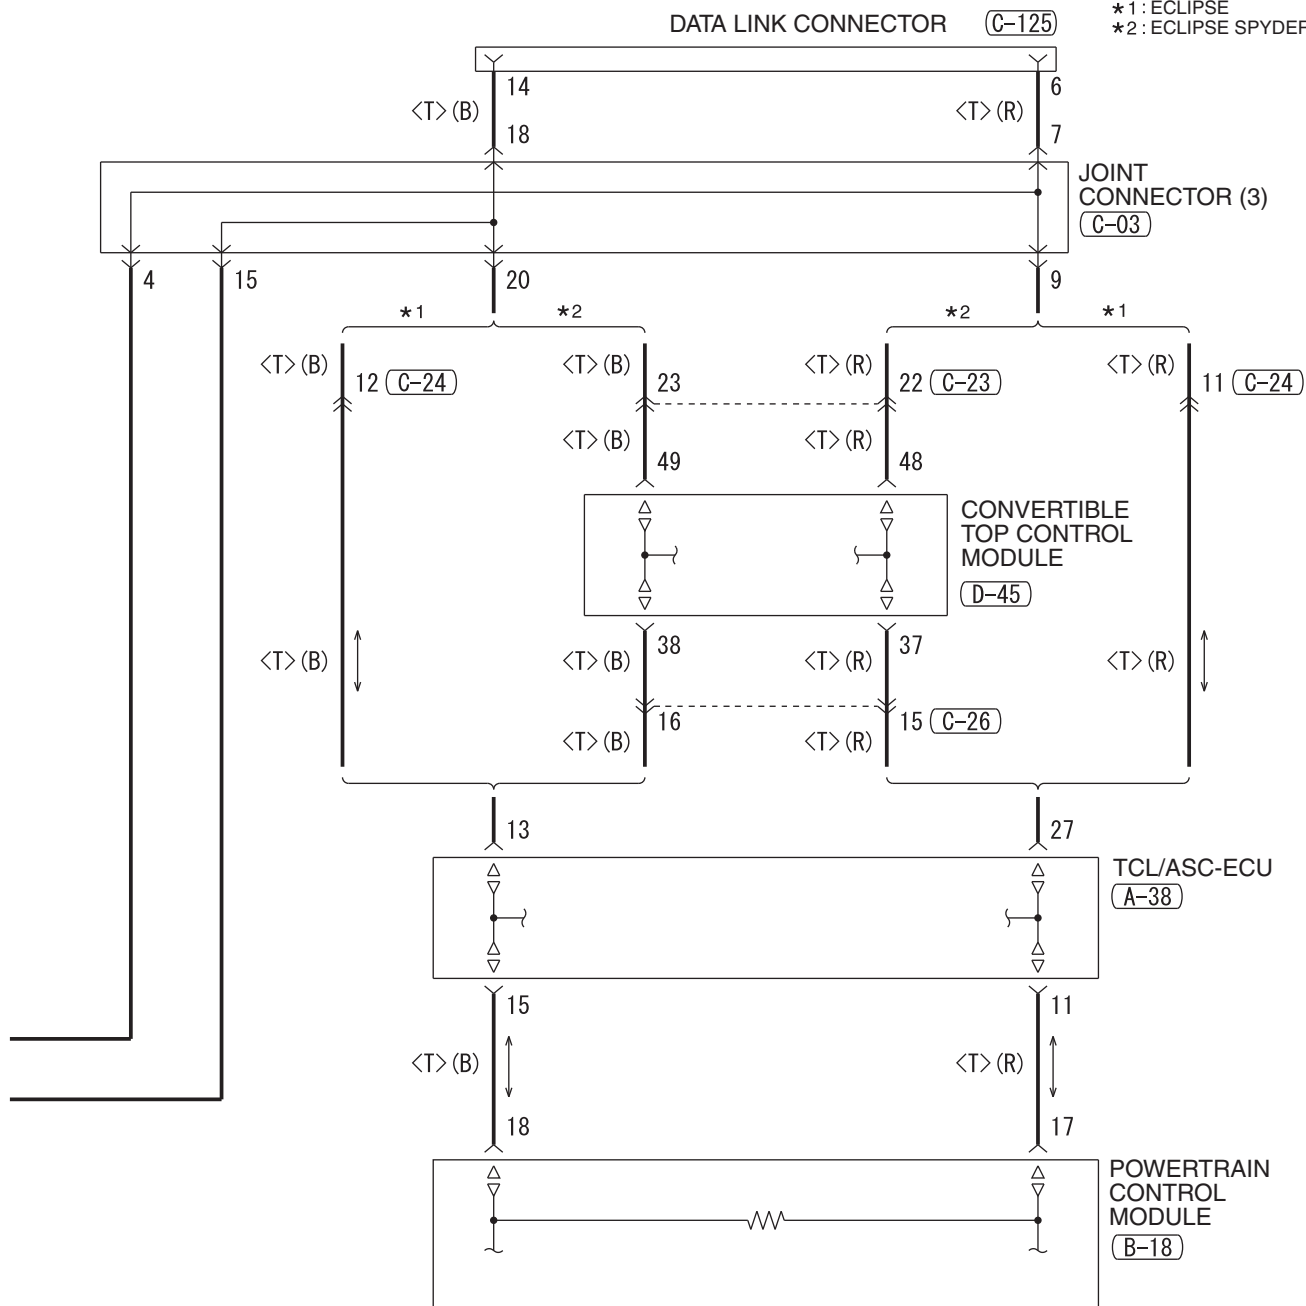 *1 : ECLIPSE
DATA LINK CONNECTOR C-125
*2 : ECLIPSE SPYDER
14 6
<T> (B) <T> (R)
18 7
JOINT
CONNECTOR (3)
C-03
4 15 20 9
*1 *2 *2 *1
<T> (B) <T> (B) <T> (R) <T> (R)
12 C-24 23 22 C-23 11 C-24
<T> (B) <T> (R)
49 48
CONVERTIBLE
TOP CONTROL
MODULE
D-45
38 37
<T> (B) <T> (B) <T> (R) <T> (R)
16 15 C-26
<T> (B) <T> (R)
13 27
TCL/ASC-ECU
A-38
15 11
<T> (B) <T> (R)
18 17
POWERTRAIN
CONTROL
MODULE
B-18